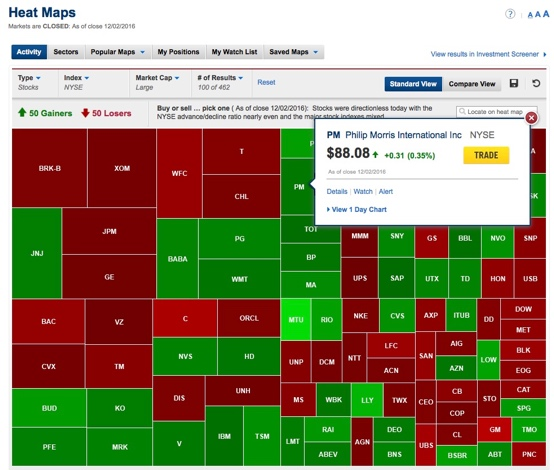 Heat Maps
Markets are CLOSED: As of close 12/02/2016
? A A A
Activity Sectors Popular Maps My Positions My Watch List Saved Maps
View results in Investment Screener
Type Index Market Cap # of Results Reset
Stocks NYSE Large 100 of 462
Standard View Compare View
50 Gainers 50 Losers
Buy or sell ... pick one ( As of close 12/02/2016): Stocks were directionless today with the
NYSE advance/decline ratio nearly even and the major stock indexes mixed.
Locate on heat map
PM Philip Morris International Inc NYSE
$88.08 +0.31 (0.35%)
TRADE
As of close 12/02/2016
Details Watch Alert
View 1 Day Chart
BRK-B XOM WFC T
PM
CHL
JNJ JPM
GE
BABA PG
WMT
TOT
BP
MA
MMM SNY GS BBL NVO SNP
UPS SAP UTX TD HON USB
BAC VZ C ORCL MTU RIO NKE CVS AXP ITUB DD DOW
MET
CVX TM NVS HD UNP DCM NTT LFC SAN AIG LOW BLK
ACN AZN EOG
BUD KO DIS UNH MS WBK LLY TWX CEO CB STO CAT
COP SPG
PFE MRK V IBM TSM LMT RAI AGN DEO UBS CL GM TMO
ABEV BNS BSBR ABT PNC